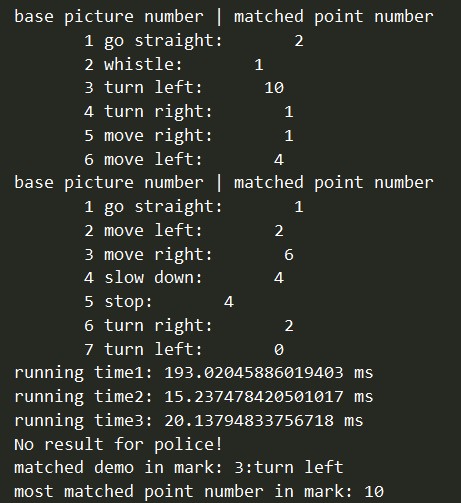 base picture number | matched point number
1 go straight: 2
2 whistle: 1
3 turn left: 10
4 turn right: 1
5 move right: 1
6 move left: 4
base picture number | matched point number
1 go straight: 1
2 move left: 2
3 move right: 6
4 slow down: 4
5 stop: 4
6 turn right: 2
7 turn left: 0
running time1: 193.02045886019403 ms
running time2: 15.237478420501017 ms
running time3: 20.13794833756718 ms
No result for police!
matched demo in mark: 3:turn left
most matched point number in mark: 10